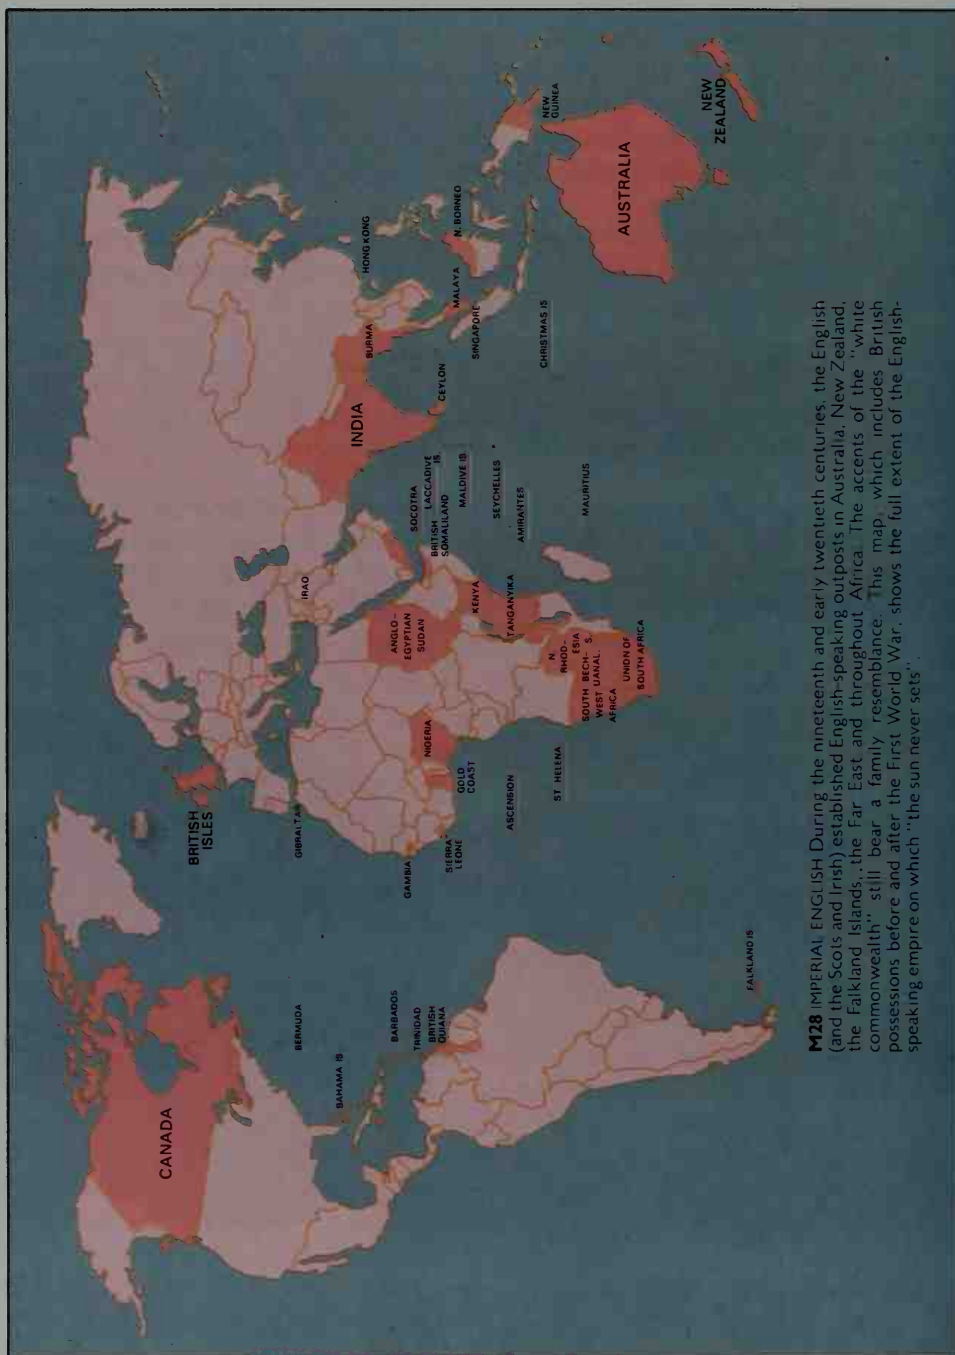 CANADA
BERMUDA
BAHAMA IS
BARBADOS
TRINIDAD
BRITISH
GUIANA
FALKLAND IS
BRITISH
ISLES
GIBRALTAR
GAMBIA
SIERRA
LEONE
GOLD
COAST
NIGERIA
ASCENSION
ST HELENA
ANGLO-
EGYPTIAN
SUDAN
IRAQ
KENYA
TANGANYIKA
N.
RHOD-
ESIA
S.
SOUTH
WEST
AFRICA
BECH-
UANAL.
UNION OF
SOUTH AFRICA
SOCOTRA
LACCADIVE
IS.
BRITISH
SOMALILAND
MALDIVE IS
SEYCHELLES
AMIRANTES
MAURITIUS
INDIA
CEYLON
BURMA
HONG KONG
MALAYA
SINGAPORE
N. BORNEO
CHRISTMAS IS
NEW
GUINEA
AUSTRALIA
NEW
ZEALAND
M28 IMPERIAL ENGLISH During the nineteenth and early twentieth centuries, the English
(and the Scots and Irish) established English-speaking outposts in Australia, New Zealand,
the Falkland Islands, the Far East and throughout Africa. The accents of the "white
commonwealth" still bear a family resemblance. This map, which includes British
possessions before and after the First World War, shows the full extent of the English-
speaking empire on which "the sun never sets".